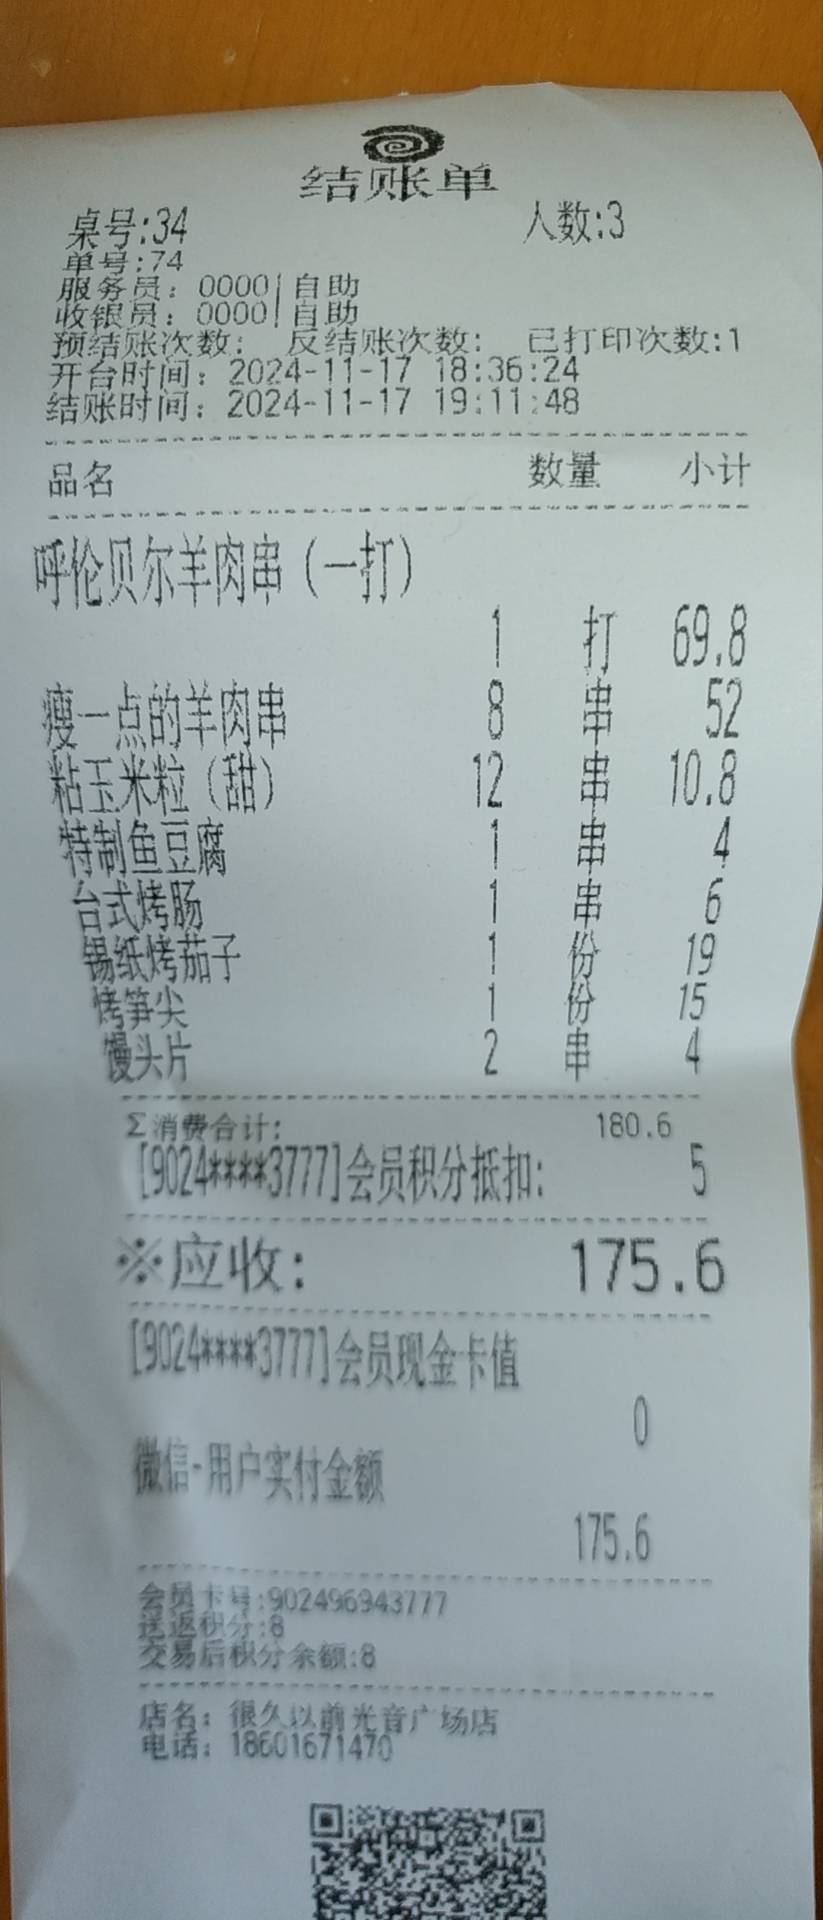 结账单
桌号:34 人数:3
单号:74
服务员: 0000|自助
收银员: 0000|自助
预结账次数: 反结账次数: 已打印次数:1
开台时间: 2024-11-17 18:36:24
结账时间: 2024-11-17 19:11:48
品名 数量 小计
呼伦贝尔羊肉串(一打)
1 打 69.8
瘦一点的羊肉串 8 串 52
粘玉米粒(甜) 12 串 10.8
特制鱼豆腐 1 串 4
台式烤肠 1 串 6
锡纸烤茄子 1 份 19
烤笋尖 1 份 15
馒头片 2 串 4
Σ消费合计: 180.6
[9024****3777]会员积分抵扣: 5
※应收: 175.6
[9024****3777]会员现金卡值
0
微信-用户实付金额
175.6
会员卡号:902496943777
送返积分:8
交易后积分余额:8
店名: 很久以前光音广场店
电话: 18601671470